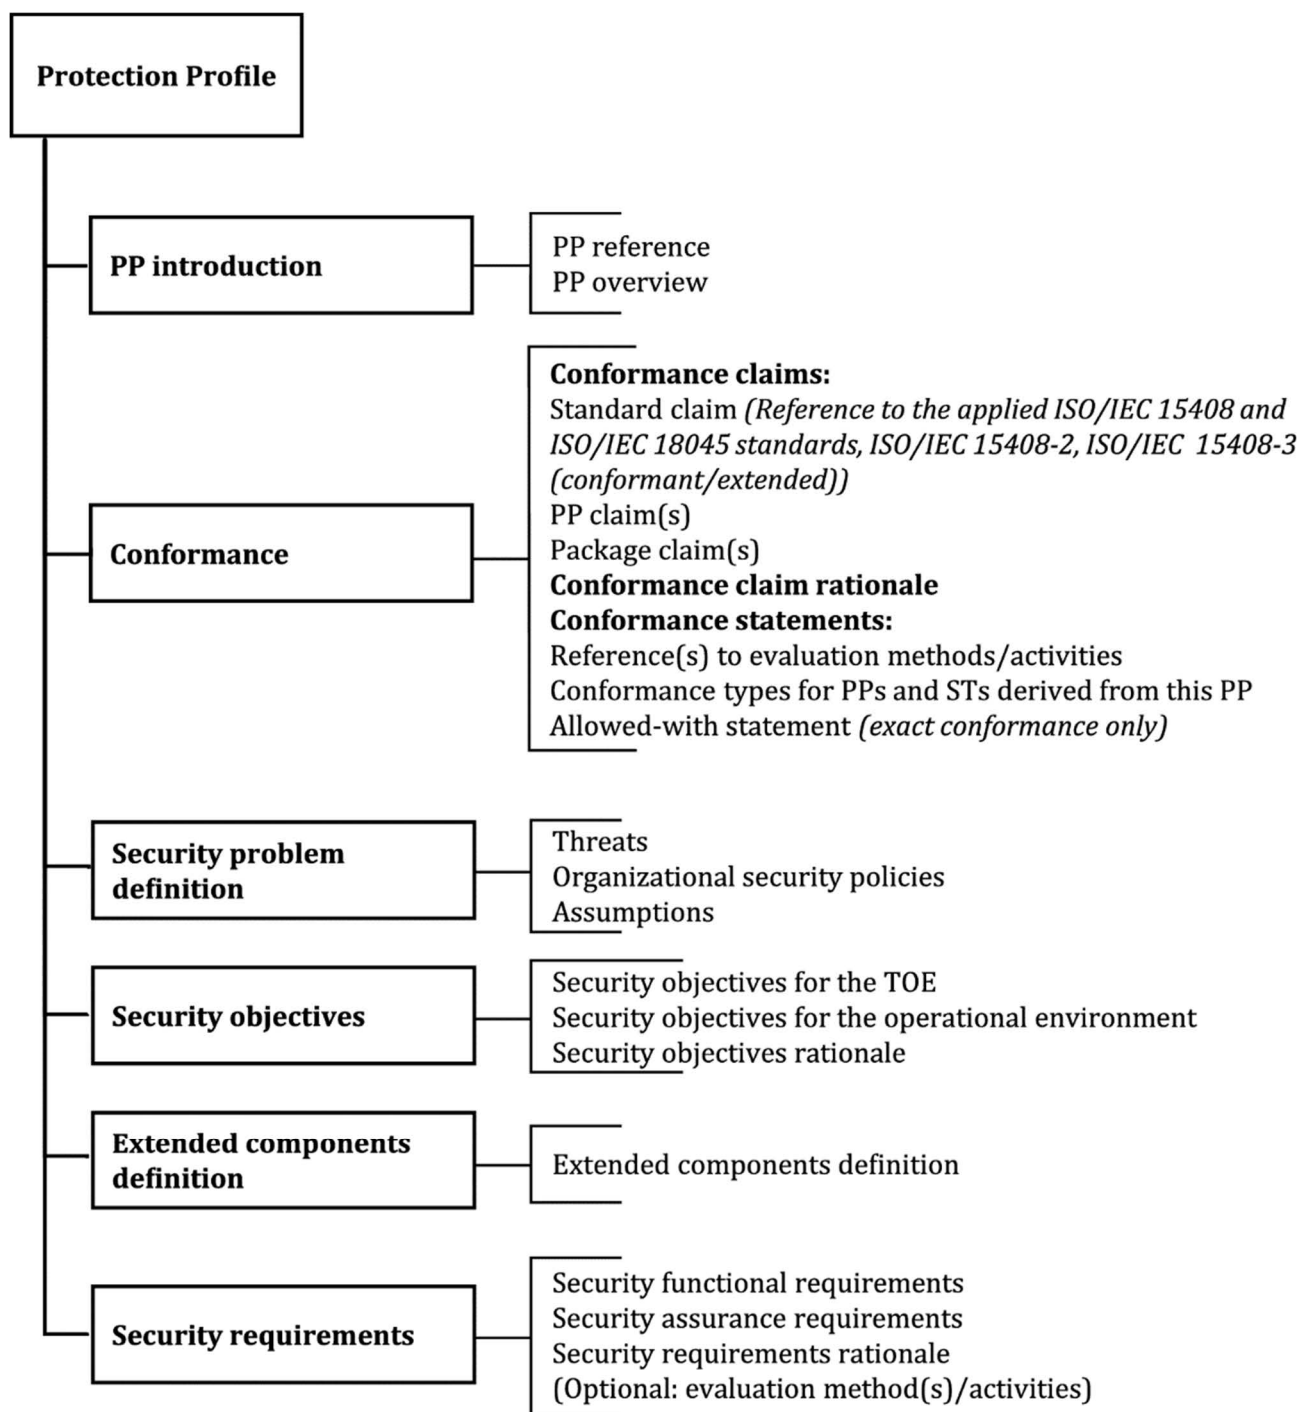 Protection Profile
PP introduction
PP reference
PP overview
Conformance
Conformance claims:
Standard claim (Reference to the applied ISO/IEC 15408 and
ISO/IEC 18045 standards, ISO/IEC 15408-2, ISO/IEC 15408-3
(conformant/extended))
PP claim(s)
Package claim(s)
Conformance claim rationale
Conformance statements:
Reference(s) to evaluation methods/activities
Conformance types for PPs and STs derived from this PP
Allowed-with statement (exact conformance only)
Security problem
definition
Threats
Organizational security policies
Assumptions
Security objectives
Security objectives for the TOE
Security objectives for the operational environment
Security objectives rationale
Extended components
definition
Extended components definition
Security requirements
Security functional requirements
Security assurance requirements
Security requirements rationale
(Optional: evaluation method(s)/activities)